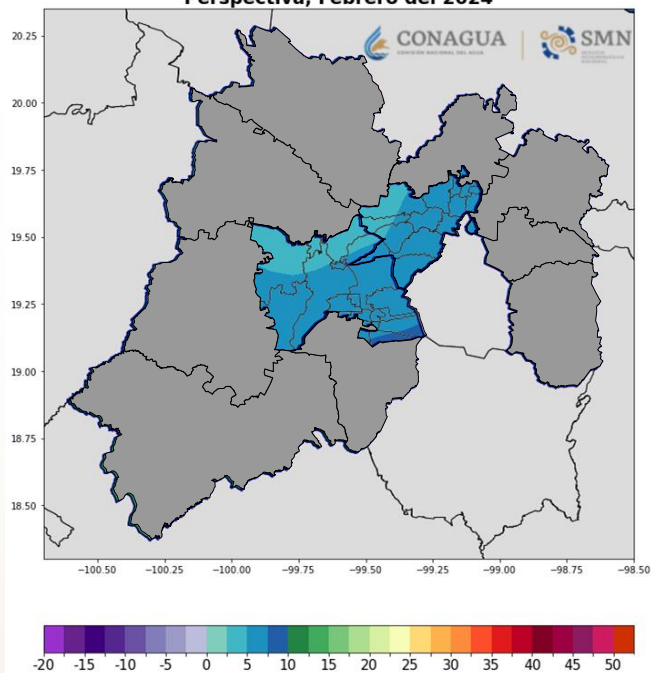 Perspectiva, Febrero del 2024
CONAGUA
COMISIÓN NACIONAL DEL AGUA
SMN
20.25
20.00
19.75
19.50
19.25
19.00
18.75
18.50
−100.50 −100.25 −100.00 −99.75 −99.50 −99.25 −99.00 −98.75 −98.50
-20 -15 -10 -5 0 5 10 15 20 25 30 35 40 45 50